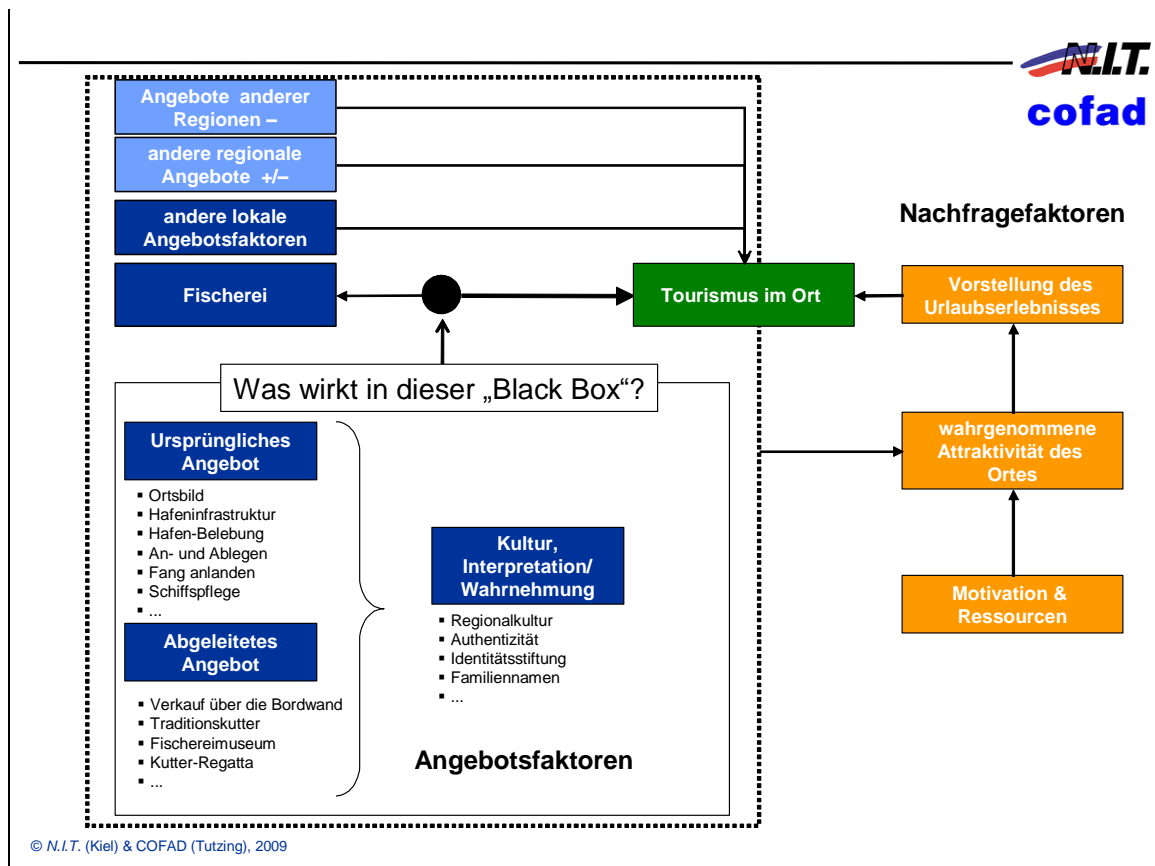 N.I.T.
cofad
Angebote anderer
Regionen –
andere regionale
Angebote +/–
andere lokale
Angebotsfaktoren
Fischerei
Tourismus im Ort
Nachfragefaktoren
Vorstellung des
Urlaubserlebnisses
wahrgenommene
Attraktivität des
Ortes
Motivation &
Ressourcen
Was wirkt in dieser „Black Box“?
Ursprüngliches
Angebot
▪ Ortsbild
▪ Hafeninfrastruktur
▪ Hafen-Belebung
▪ An- und Ablegen
▪ Fang anlanden
▪ Schiffspflege
▪ ...
Abgeleitetes
Angebot
▪ Verkauf über die Bordwand
▪ Traditionskutter
▪ Fischereimuseum
▪ Kutter-Regatta
▪ ...
Kultur,
Interpretation/
Wahrnehmung
▪ Regionalkultur
▪ Authentizität
▪ Identitätsstiftung
▪ Familiennamen
▪ ...
Angebotsfaktoren
© N.I.T. (Kiel) & COFAD (Tutzing), 2009